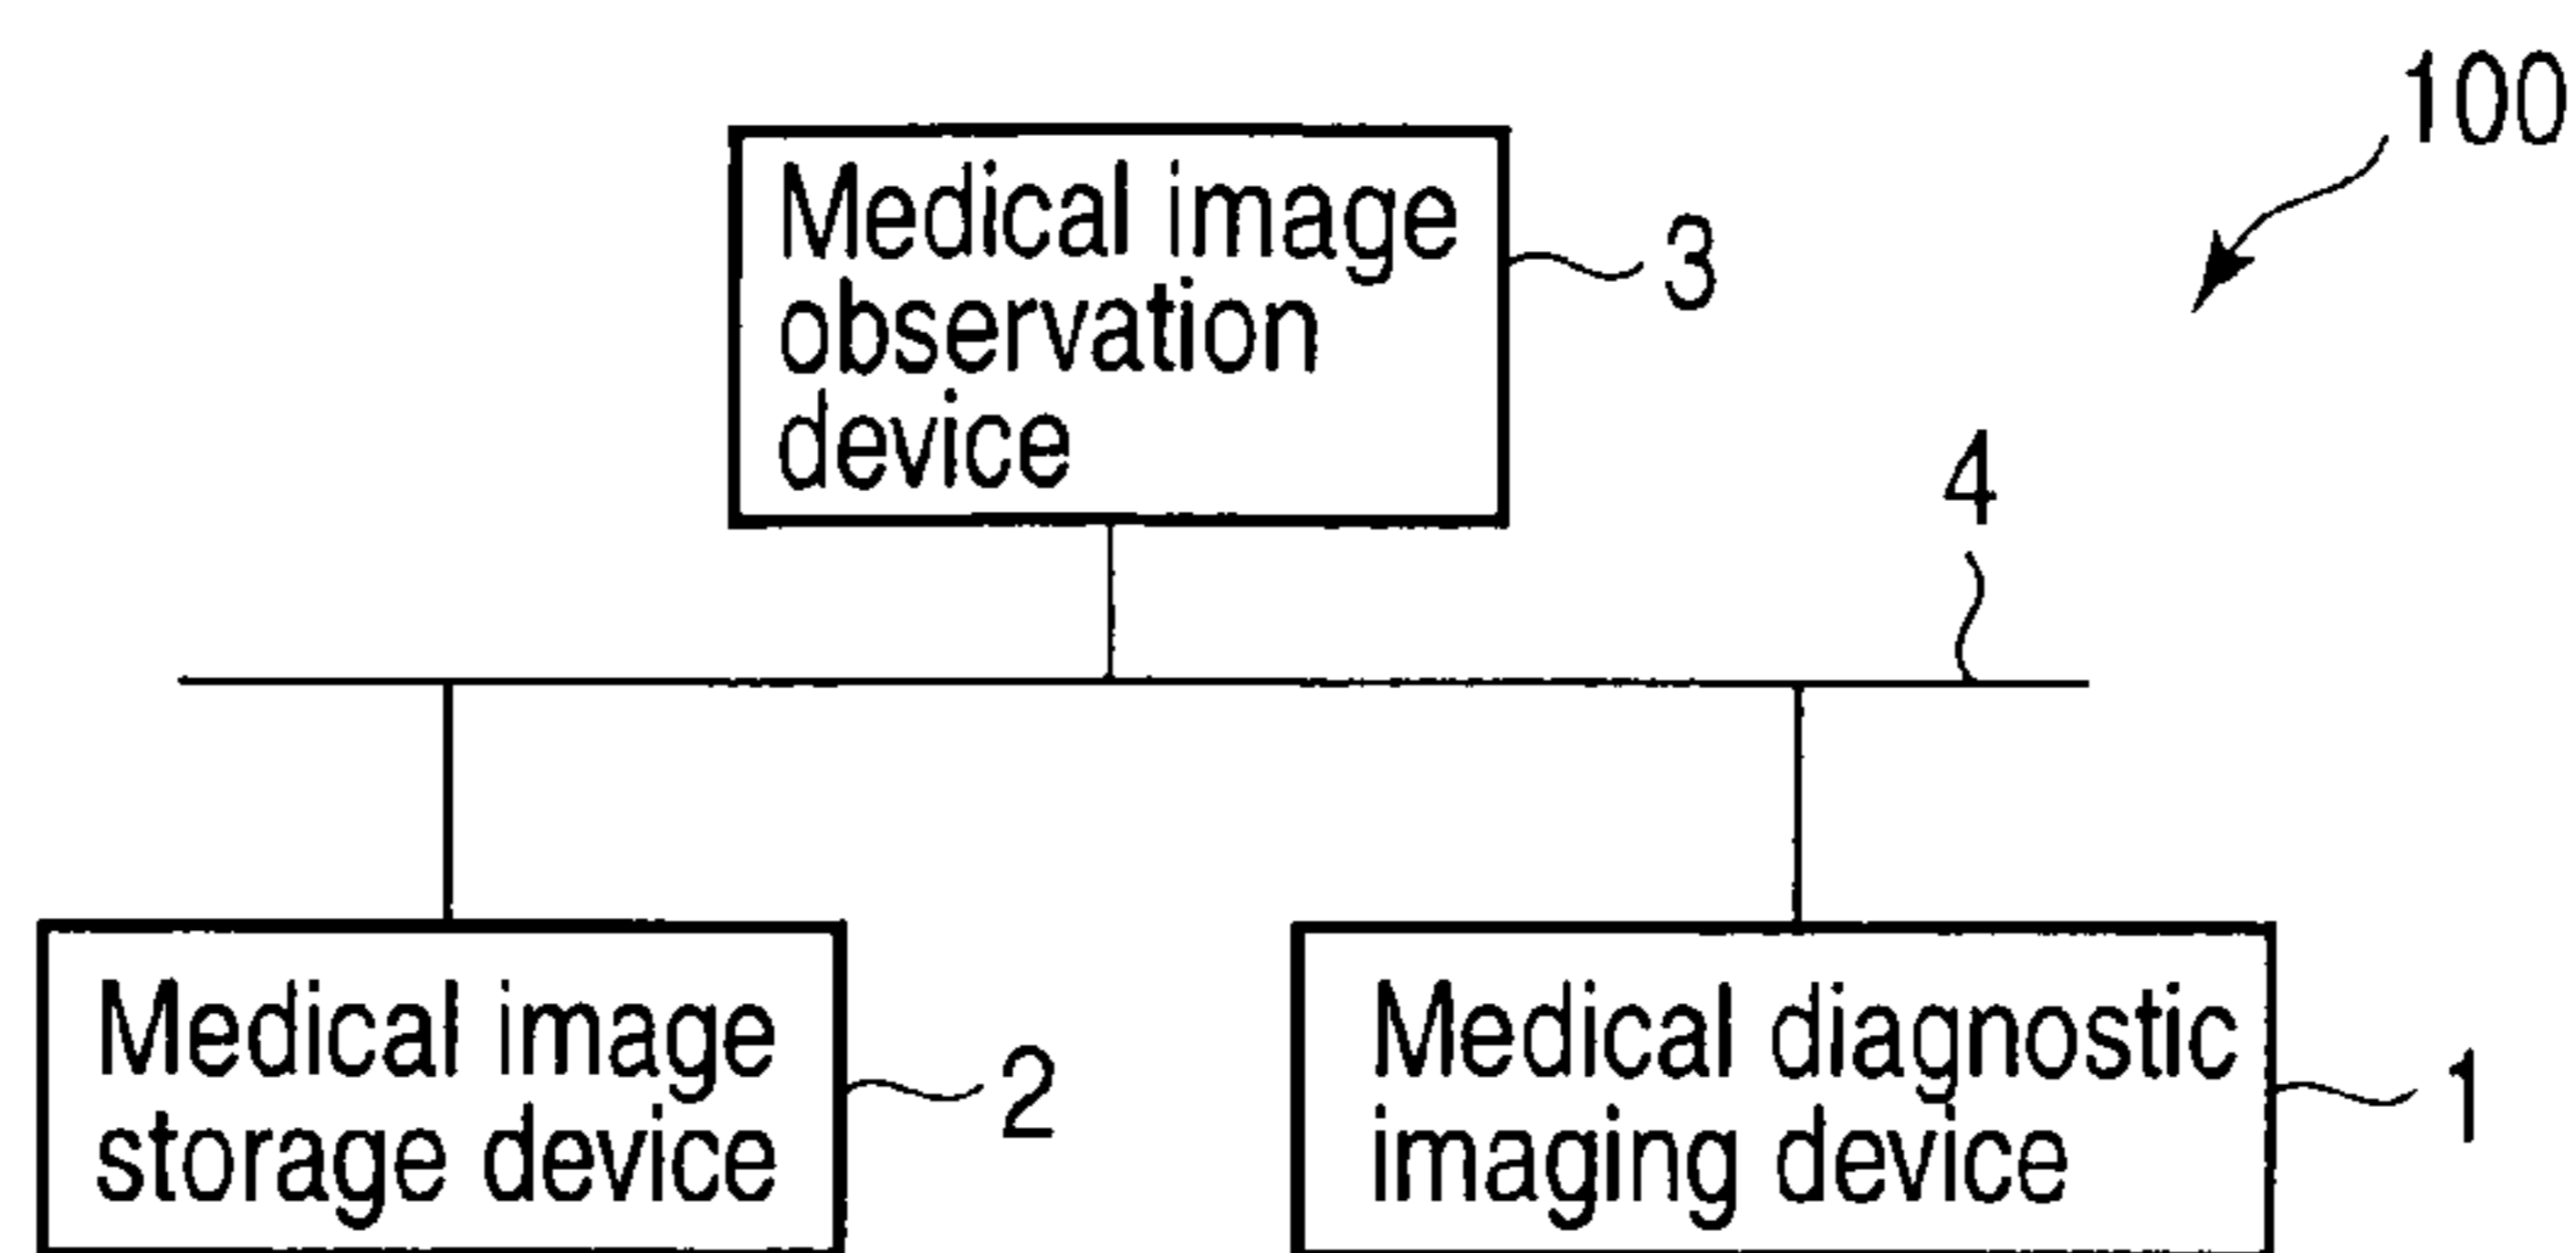 100
Medical image
observation
device
3
4
Medical image
storage device
2
Medical diagnostic
imaging device
1